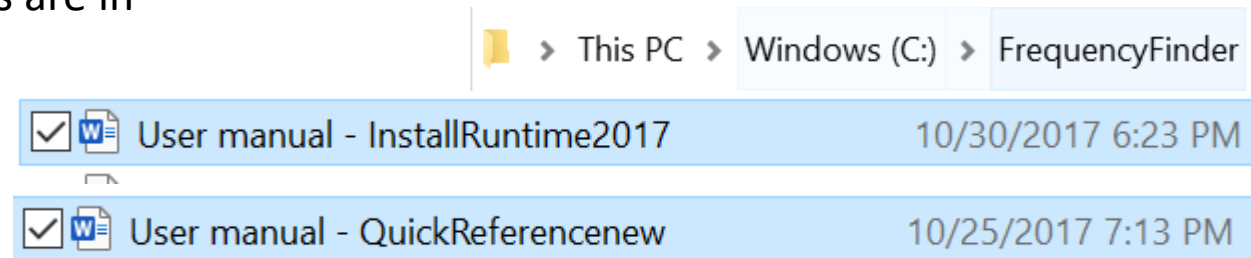 s are in
> This PC > Windows (C:) > FrequencyFinder
User manual - InstallRuntime2017 10/30/2017 6:23 PM
User manual - QuickReferencenew 10/25/2017 7:13 PM